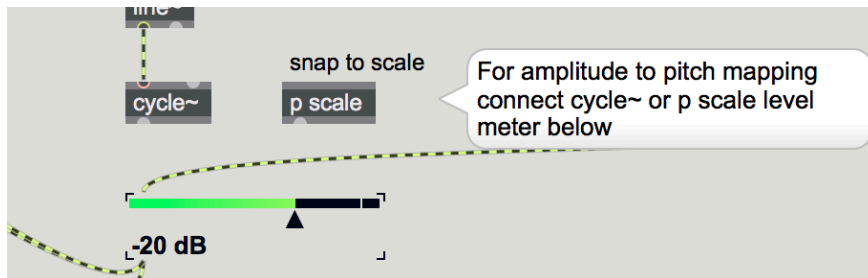 line~
snap to scale
cycle~
p scale
For amplitude to pitch mapping
connect cycle~ or p scale level
meter below
-20 dB